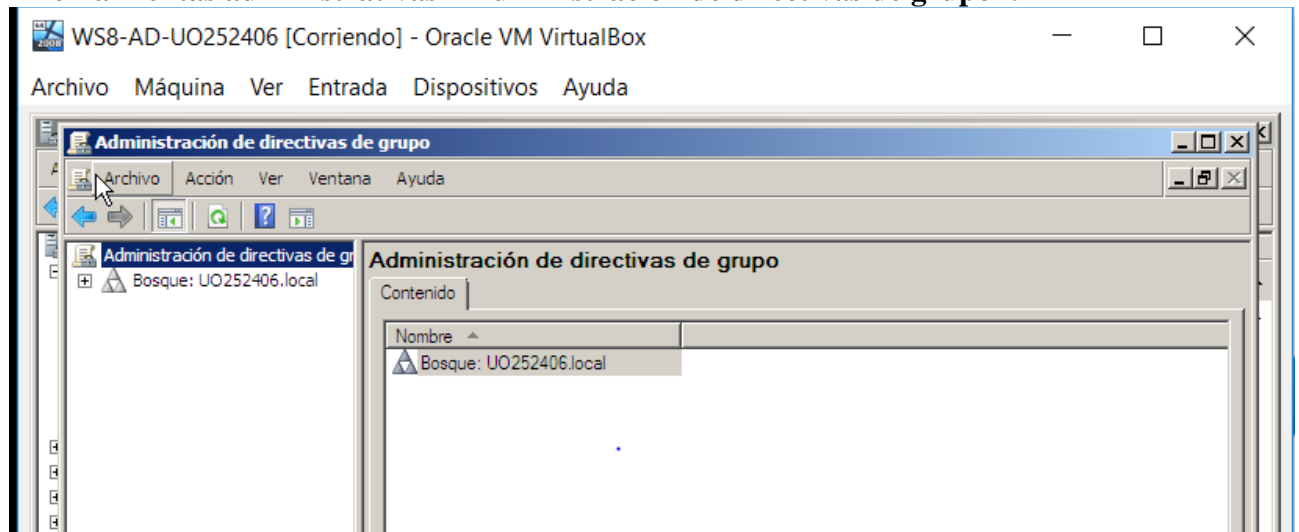 WS8-AD-UO252406 [Corriendo] - Oracle VM VirtualBox
Archivo Máquina Ver Entrada Dispositivos Ayuda
Administración de directivas de grupo
Archivo Acción Ver Ventana Ayuda
Administración de directivas de gr
Bosque: UO252406.local
Administración de directivas de grupo
Contenido
Nombre
Bosque: UO252406.local